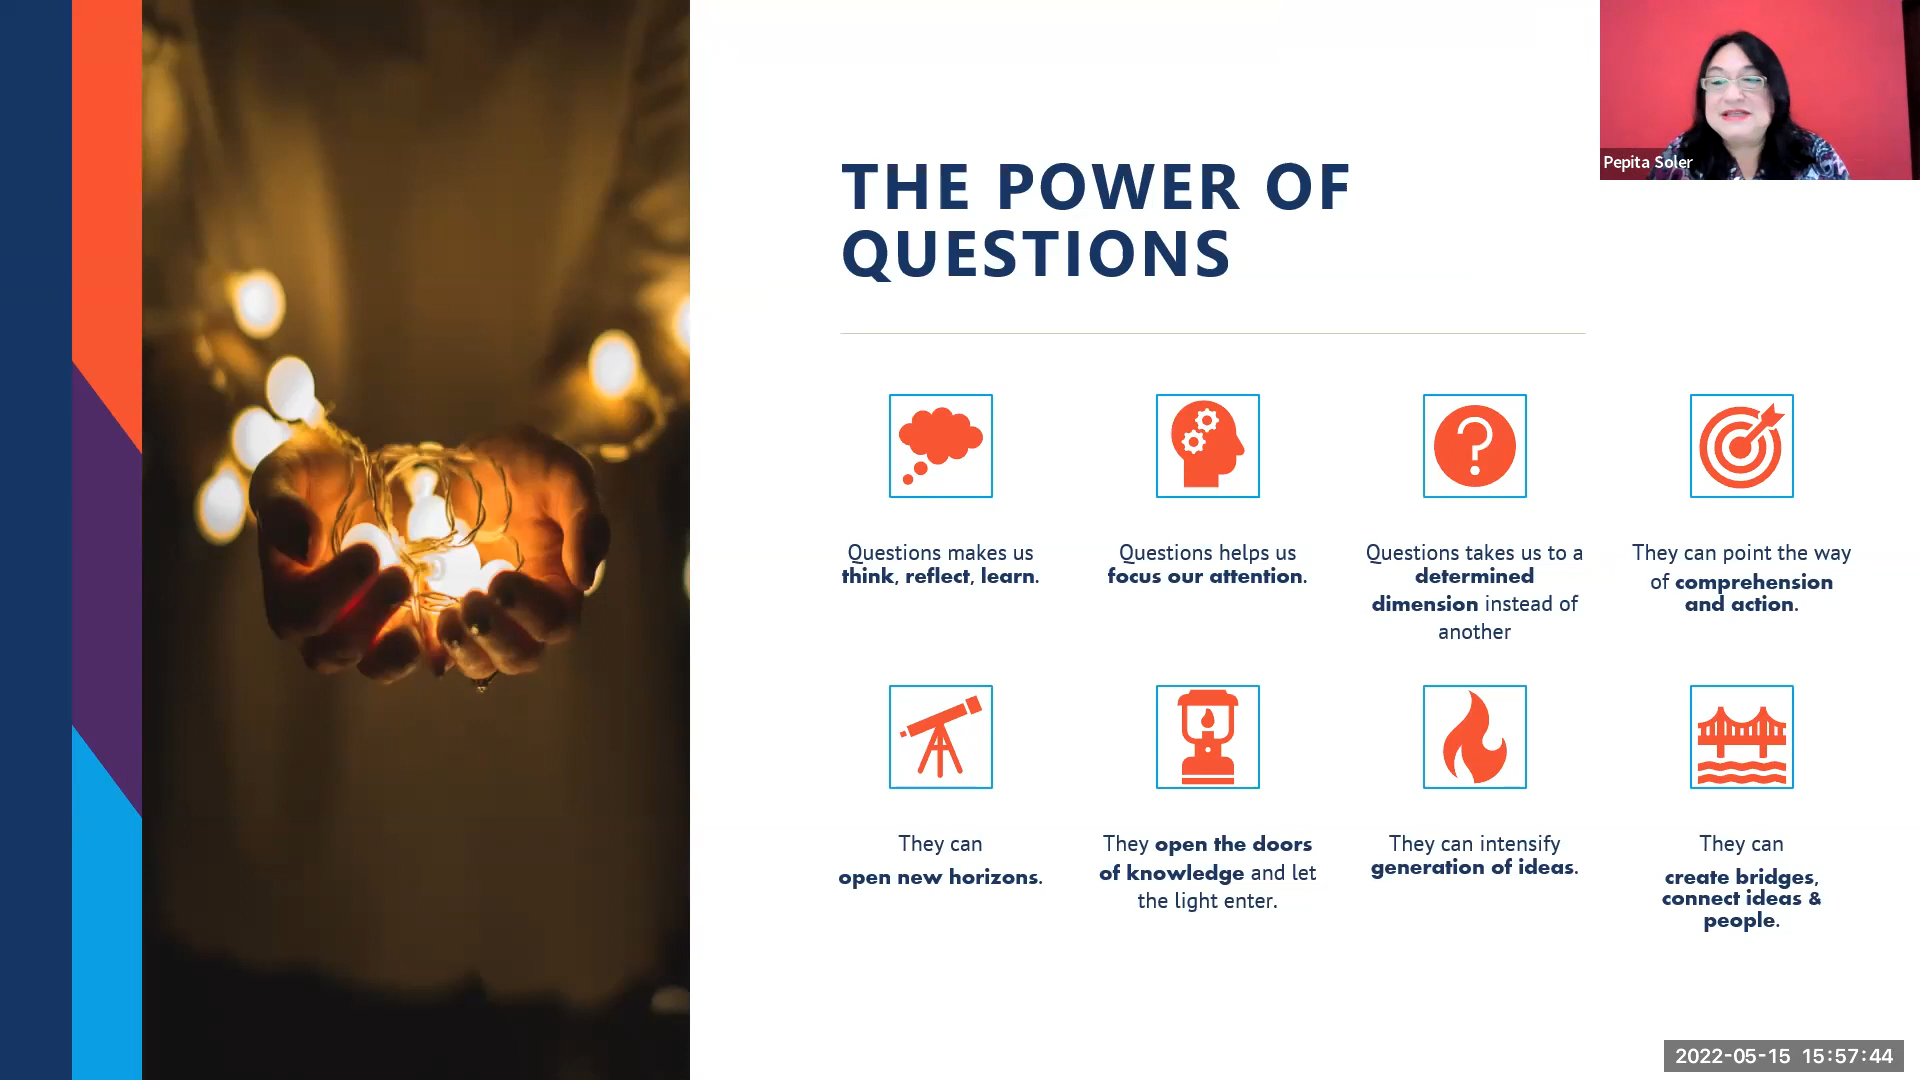 THE POWER OF
QUESTIONS
Pepita Soler
Questions makes us
think, reflect, learn.
Questions helps us
focus our attention.
Questions takes us to a
determined
dimension instead of
another
They can point the way
of comprehension
and action.
They can
open new horizons.
They open the doors
of knowledge and let
the light enter.
They can intensify
generation of ideas.
They can
create bridges,
connect ideas &
people.
2022-05-15 15:57:44